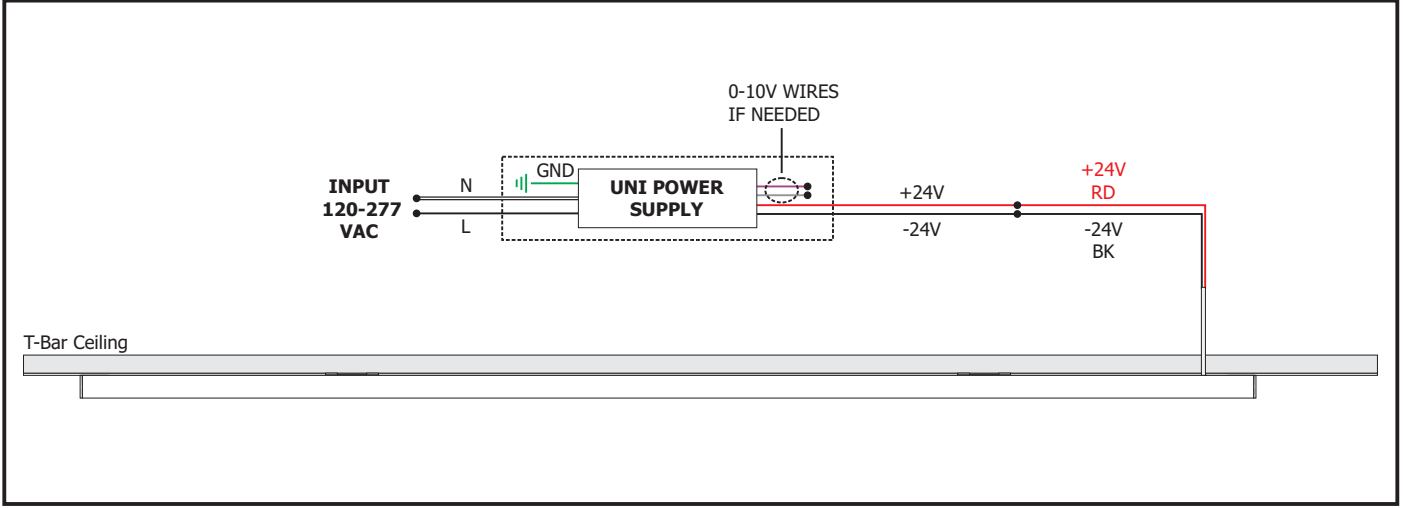 0-10V WIRES
IF NEEDED
GND
INPUT
120-277
VAC
N
L
UNI POWER
SUPPLY
+24V
-24V
+24V
RD
-24V
BK
T-Bar Ceiling